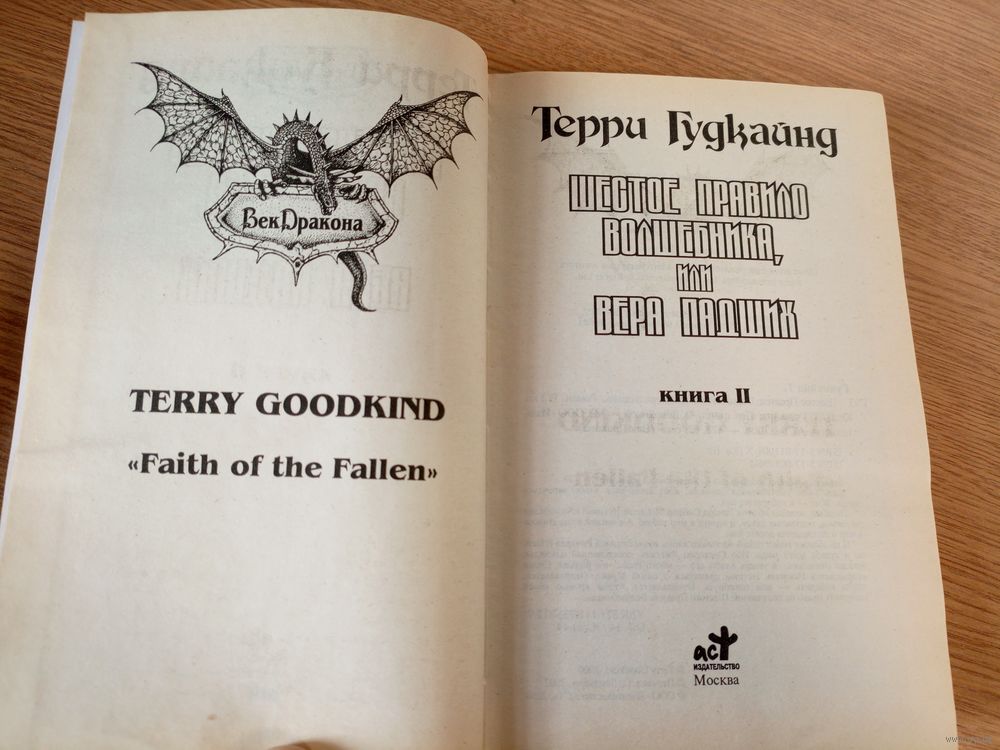 Век Дракона
TERRY GOODKIND
«Faith of the Fallen»
Терри Гудкайнд
ШЕСТОЕ ПРАВИЛО
ВОЛШЕБНИКА,
ИЛИ
ВЕРА ПАДШИХ
книга II
аст
ИЗДАТЕЛЬСТВО
Москва